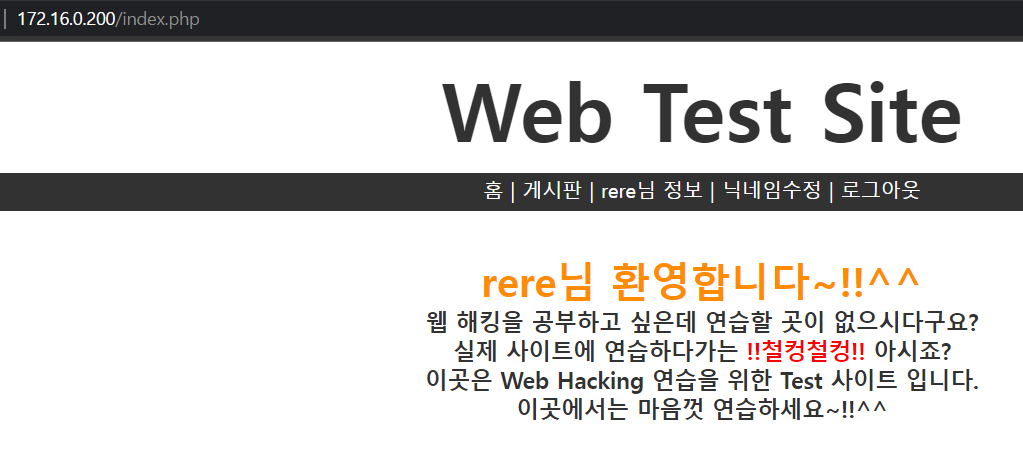 172.16.0.200/index.php
Web Test Site
홈 | 게시판 | rere님 정보 | 닉네임수정 | 로그아웃
rere님 환영합니다~!!^^
웹 해킹을 공부하고 싶은데 연습할 곳이 없으시다구요?
실제 사이트에 연습하다가는 !!철컹철컹!! 아시죠?
이곳은 Web Hacking 연습을 위한 Test 사이트 입니다.
이곳에서는 마음껏 연습하세요~!!^^